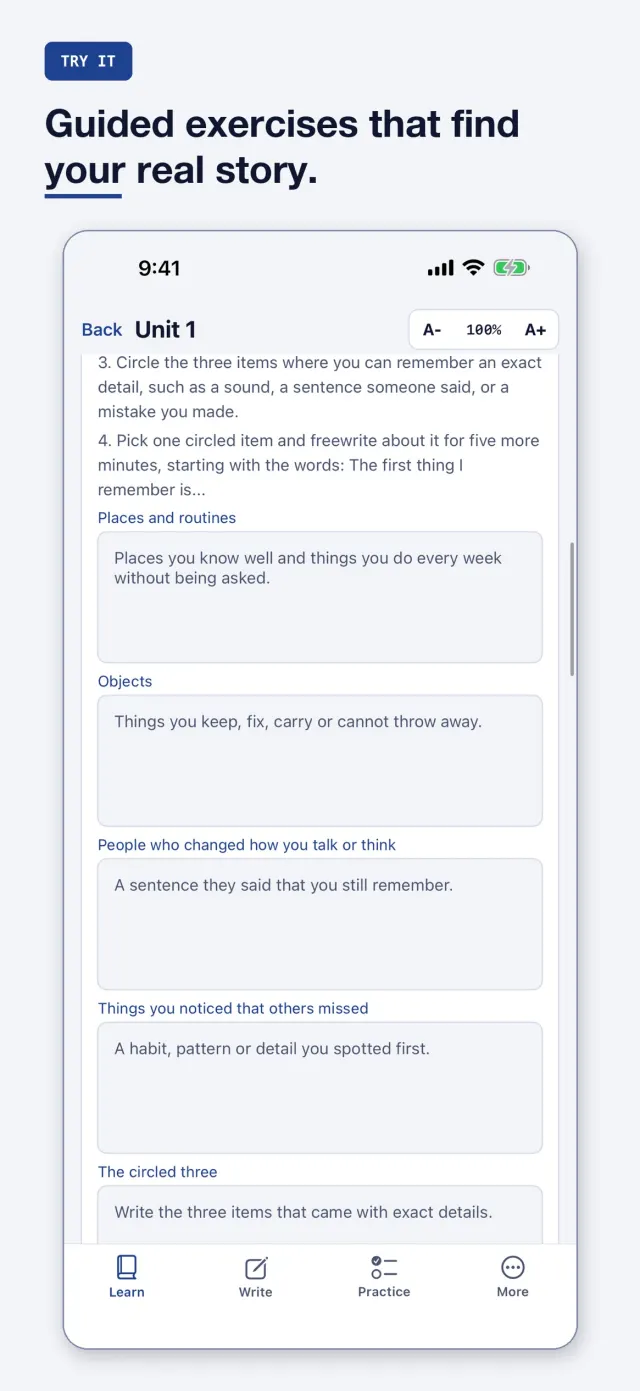 TRY IT
Guided exercises that find
your real story.
9:41
Back Unit 1 A- 100% A+
3. Circle the three items where you can remember an exact
detail, such as a sound, a sentence someone said, or a
mistake you made.
4. Pick one circled item and freewrite about it for five more
minutes, starting with the words: The first thing I
remember is...
Places and routines
Places you know well and things you do every week
without being asked.
Objects
Things you keep, fix, carry or cannot throw away.
People who changed how you talk or think
A sentence they said that you still remember.
Things you noticed that others missed
A habit, pattern or detail you spotted first.
The circled three
Write the three items that came with exact details.
Learn Write Practice More